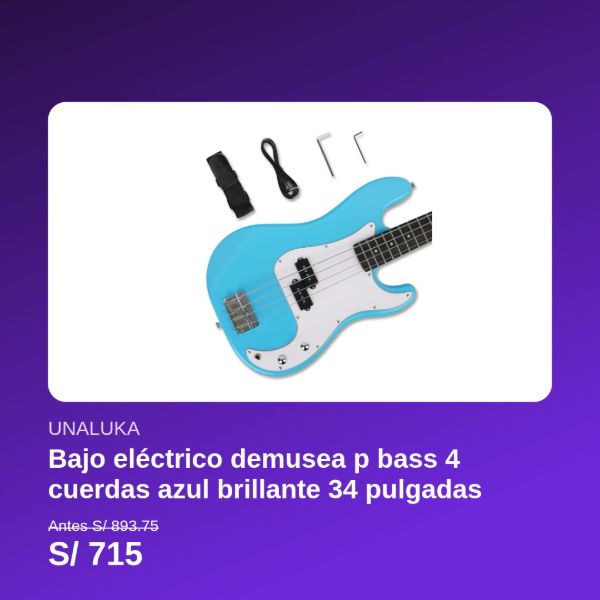 UNALUKA
Bajo eléctrico demusea p bass 4
cuerdas azul brillante 34 pulgadas
Antes S/ 893.75
S/ 715